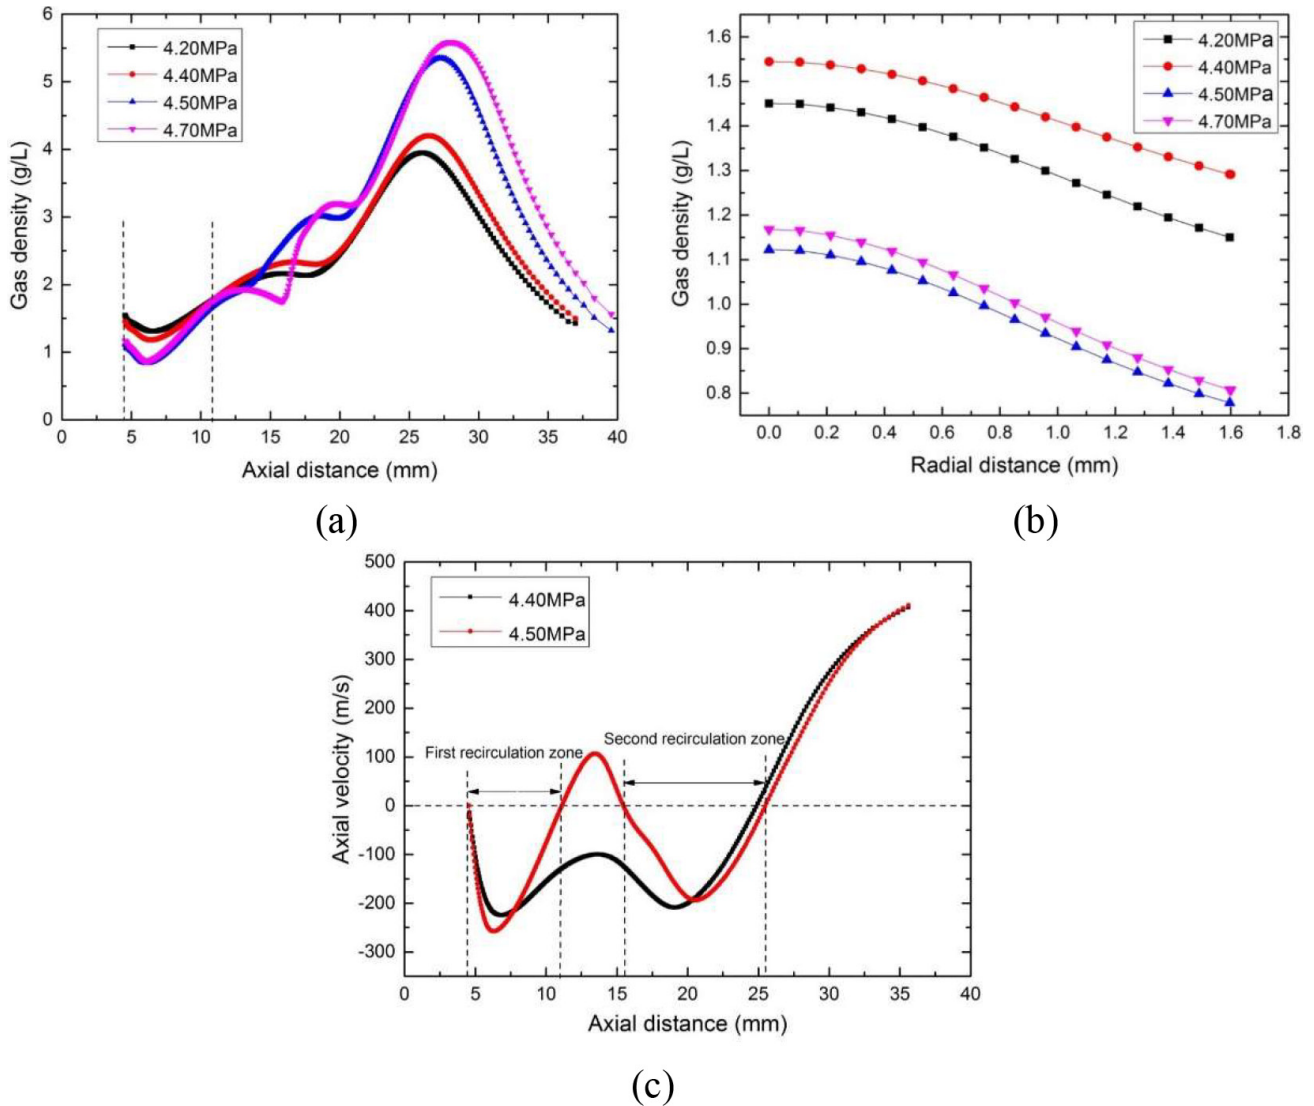 4.20MPa
4.40MPa
4.50MPa
4.70MPa
Gas density (g/L)
6
5
4
3
2
1
0
0 5 10 15 20 25 30 35 40
Axial distance (mm)
(a)
4.20MPa
4.40MPa
4.50MPa
4.70MPa
Gas density (g/L)
1.6
1.5
1.4
1.3
1.2
1.1
1.0
0.9
0.8
0.0 0.2 0.4 0.6 0.8 1.0 1.2 1.4 1.6 1.8
Radial distance (mm)
(b)
4.40MPa
4.50MPa
Axial velocity (m/s)
500
400
300
200
100
0
-100
-200
-300
First recirculation zone
Second recirculation zone
0 5 10 15 20 25 30 35 40
Axial distance (mm)
(c)